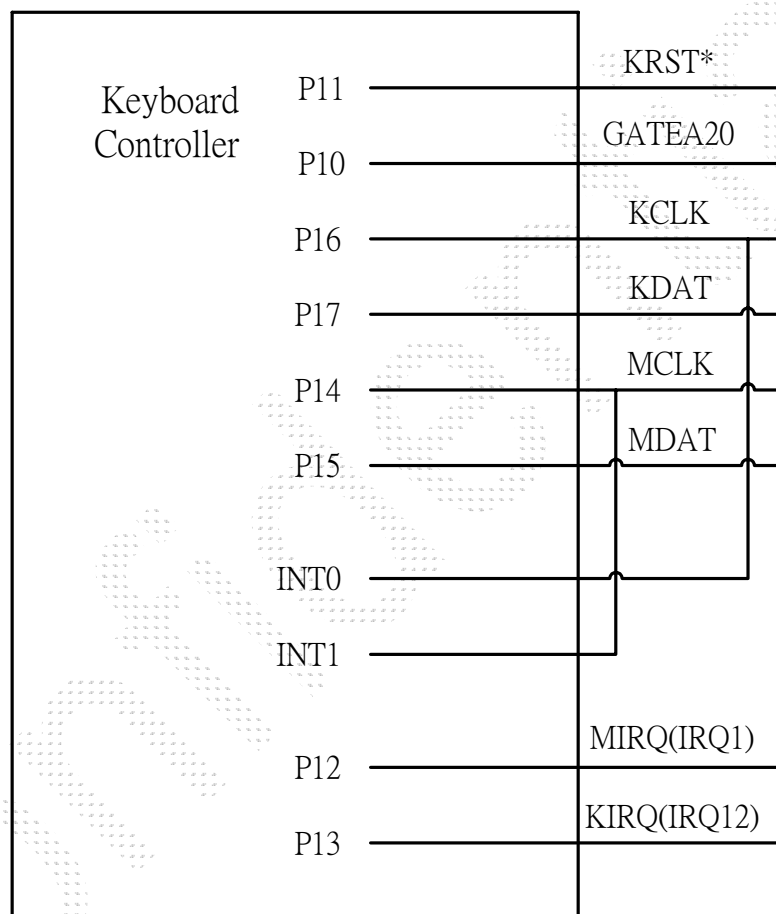 Keyboard
Controller
P11
KRST*
P10
GATEA20
P16
KCLK
P17
KDAT
P14
MCLK
P15
MDAT
INT0
INT1
P12
MIRQ(IRQ1)
P13
KIRQ(IRQ12)